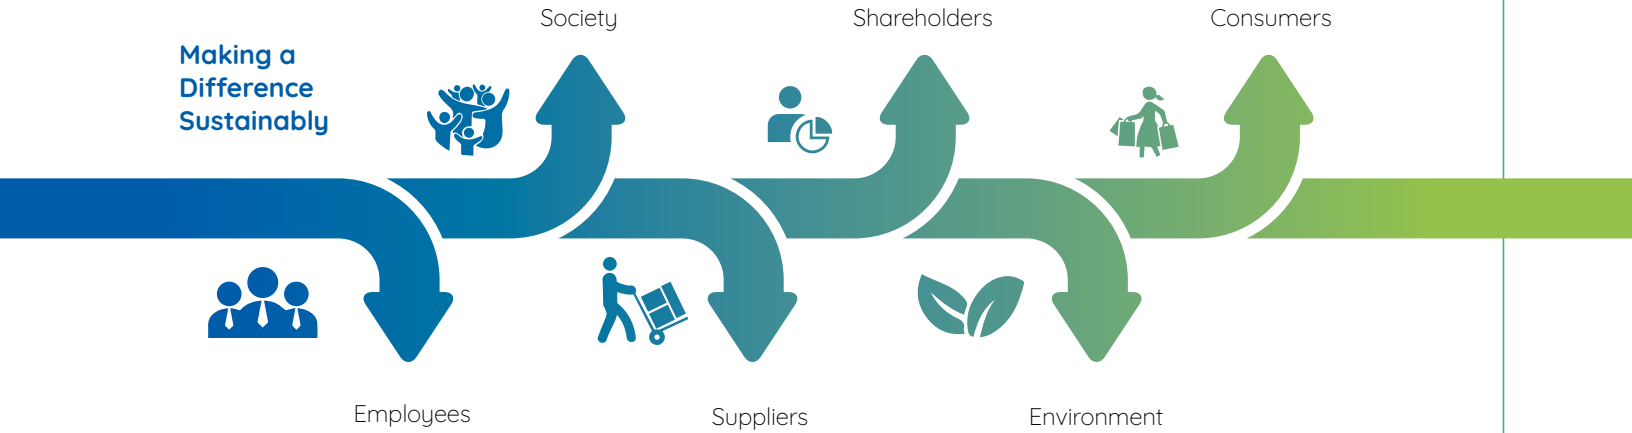 Society
Shareholders
Consumers
Making a
Difference
Sustainably
Employees
Suppliers
Environment